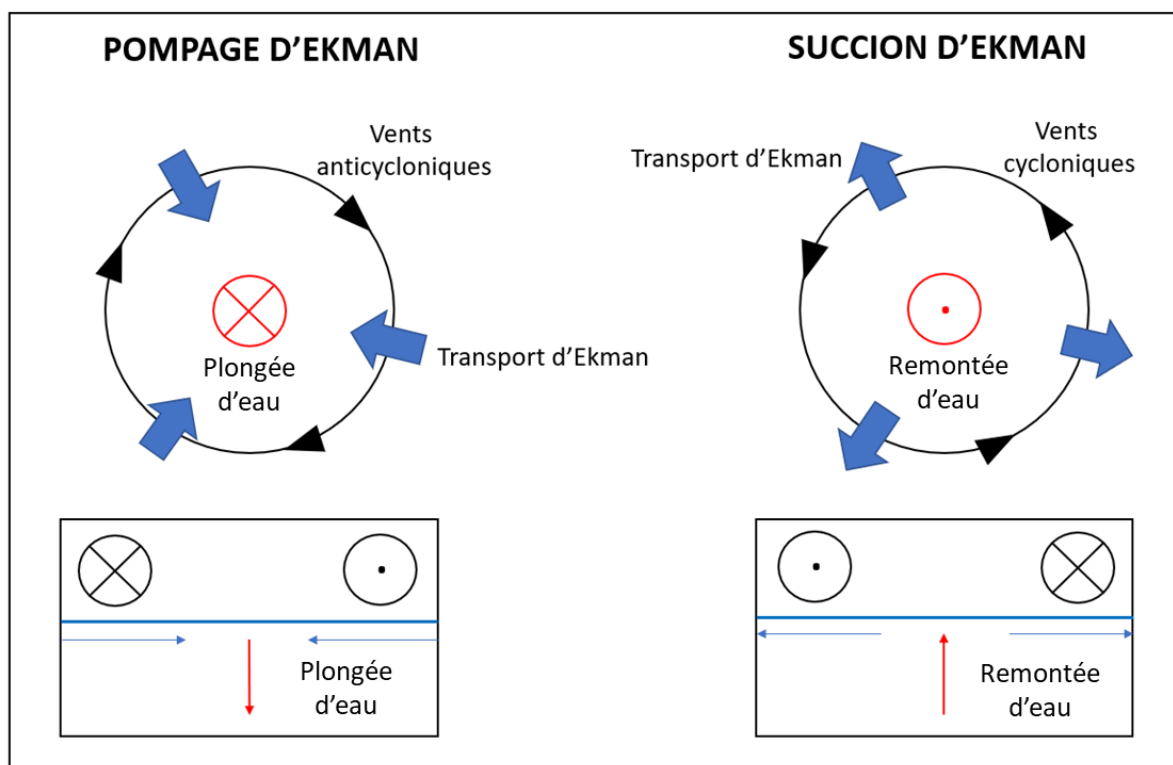 POMPAGE D’EKMAN
Vents
anticycloniques
Transport d’Ekman
Plongée
d’eau
Plongée
d’eau
SUCCION D’EKMAN
Vents
cycloniques
Transport d’Ekman
Remontée
d’eau
Remontée
d’eau